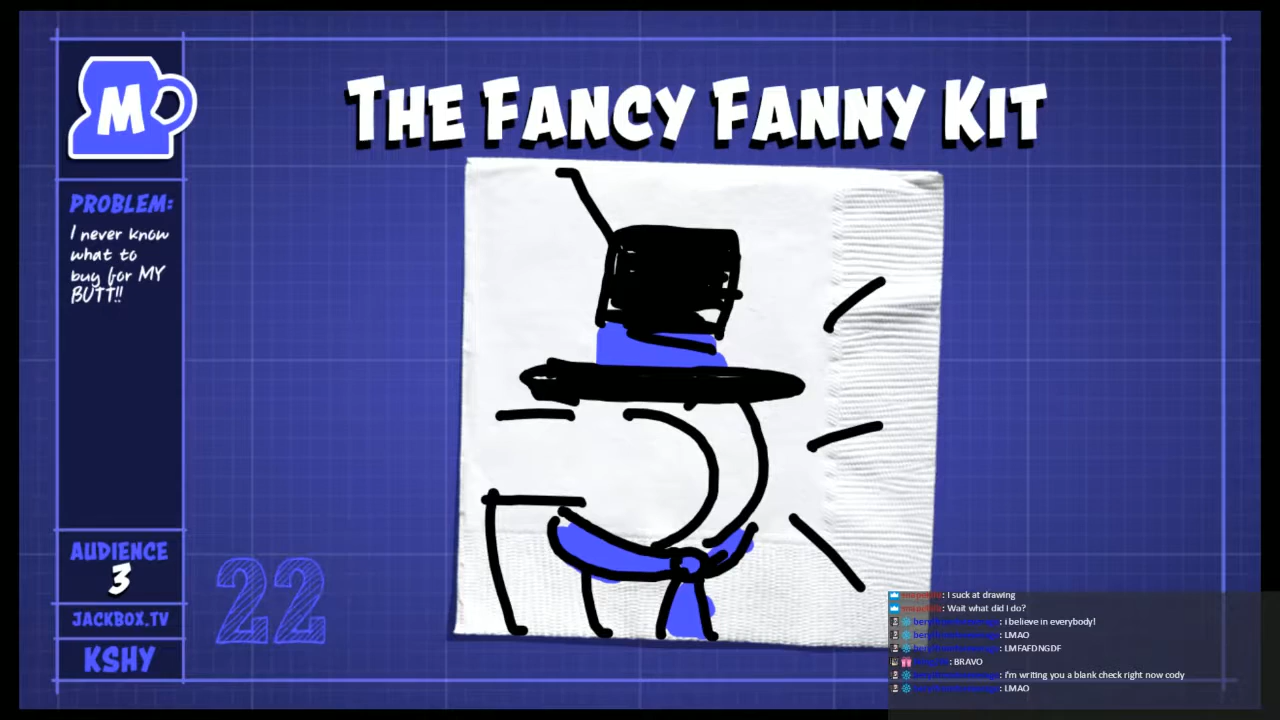 M
THE FANCY FANNY KIT
PROBLEM:
I never know
what to
buy for MY
BUTT!!
AUDIENCE
3
JACKBOX.TV
KSHY
22
: I suck at drawing
: Wait what did I do?
: i believe in everybody!
: LMAO
: LMFAFDNGDF
: BRAVO
: i'm writing you a blank check right now cody
: LMAO